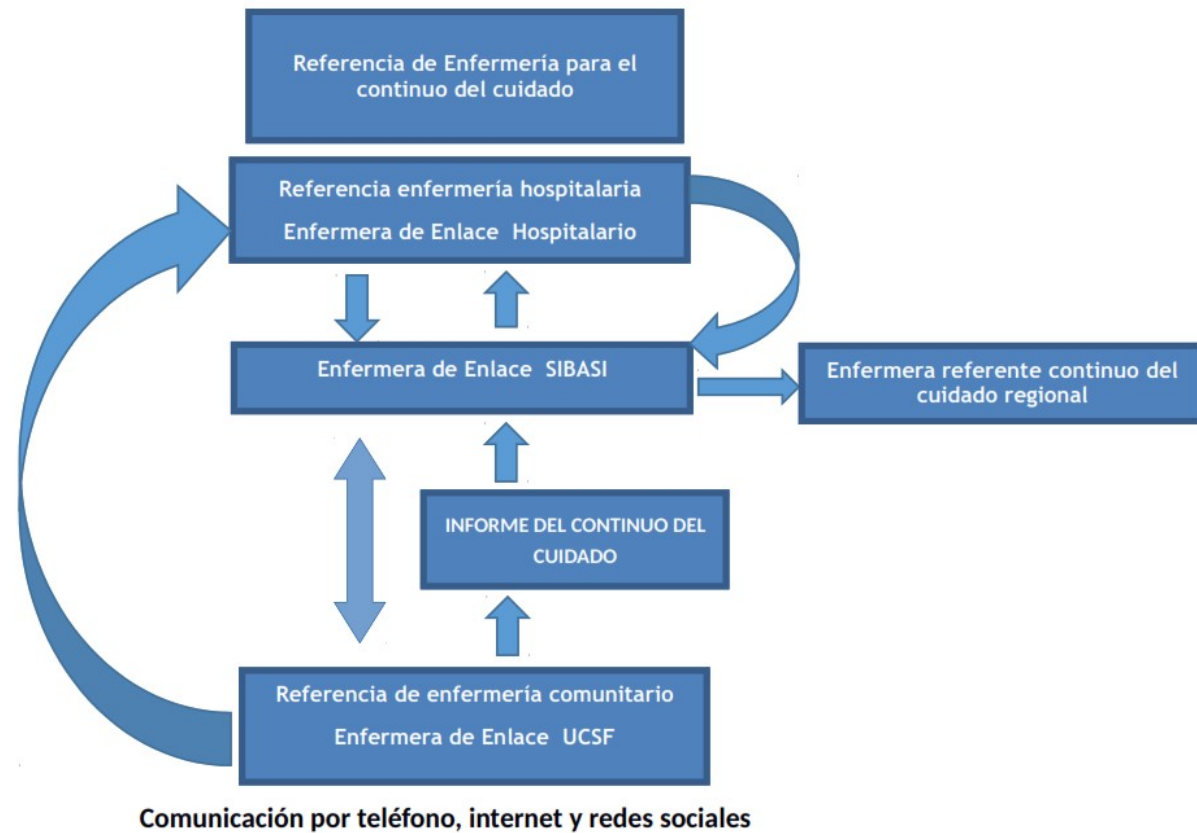 Referencia de Enfermería para el
continuo del cuidado
Referencia enfermería hospitalaria
Enfermera de Enlace Hospitalario
Enfermera de Enlace SIBASI
Enfermera referente continuo del
cuidado regional
INFORME DEL CONTINUO DEL
CUIDADO
Referencia de enfermería comunitario
Enfermera de Enlace UCSF
Comunicación por teléfono, internet y redes sociales